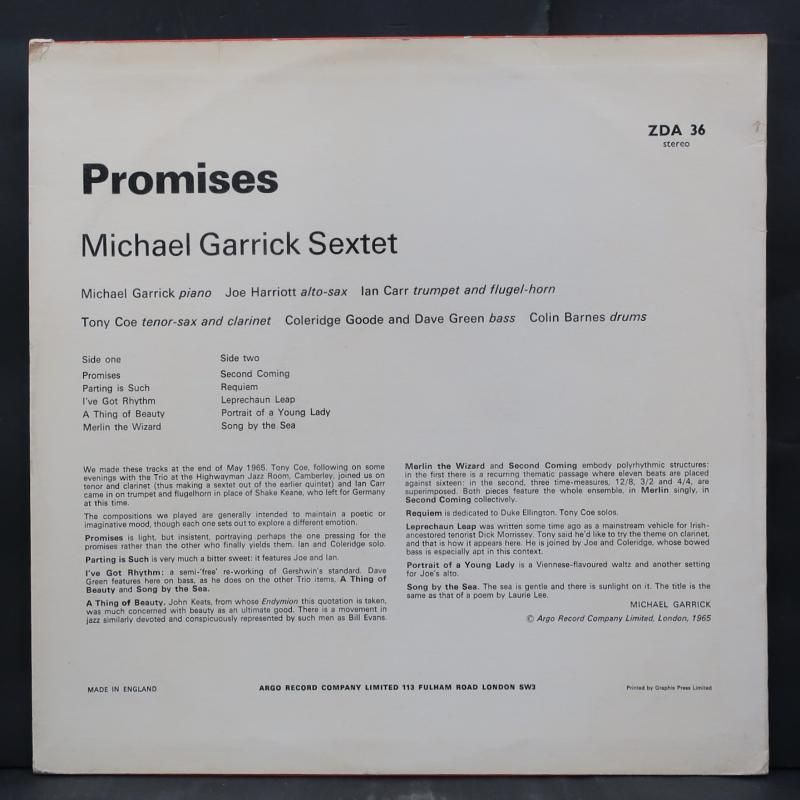 ZDA 36
stereo
Promises
Michael Garrick Sextet
Michael Garrick piano Joe Harriott alto-sax Ian Carr trumpet and flugel-horn
Tony Coe tenor-sax and clarinet Coleridge Goode and Dave Green bass Colin Barnes drums
Side one
Promises
Parting is Such
I've Got Rhythm
A Thing of Beauty
Merlin the Wizard
Side two
Second Coming
Requiem
Leprechaun Leap
Portrait of a Young Lady
Song by the Sea
We made these tracks at the end of May 1965. Tony Coe, following on some
evenings with the Trio at the Highwayman Jazz Room, Camberley, joined us on
tenor and clarinet (thus making a sextet out of the earlier quintet) and Ian Carr
came in on trumpet and flugelhorn in place of Shake Keane, who left for Germany
at this time.
The compositions we played are generally intended to maintain a poetic or
imaginative mood, though each one sets out to explore a different emotion.
Promises is light, but insistent, portraying perhaps the one pressing for the
promises rather than the other who finally yields them. Ian and Coleridge solo.
Parting is Such is very much a bitter sweet: it features Joe and Ian.
I've Got Rhythm: a semi-'free' re-working of Gershwin's standard. Dave
Green features here on bass, as he does on the other Trio items, A Thing of
Beauty and Song by the Sea.
A Thing of Beauty. John Keats, from whose Endymion this quotation is taken,
was much concerned with beauty as an ultimate good. There is a movement in
jazz similarly devoted and conspicuously represented by such men as Bill Evans.
Merlin the Wizard and Second Coming embody polyrhythmic structures:
in the first there is a recurring thematic passage where eleven beats are placed
against sixteen: in the second, three time-measures, 12/8, 3/2 and 4/4, are
superimposed. Both pieces feature the whole ensemble, in Merlin singly, in
Second Coming collectively.
Requiem is dedicated to Duke Ellington. Tony Coe solos.
Leprechaun Leap was written some time ago as a mainstream vehicle for Irish-
ancestored tenorist Dick Morrissey. Tony said he'd like to try the theme on clarinet,
and that is how it appears here. He is joined by Joe and Coleridge, whose bowed
bass is especially apt in this context.
Portrait of a Young Lady is a Viennese-flavoured waltz and another setting
for Joe's alto.
Song by the Sea. The sea is gentle and there is sunlight on it. The title is the
same as that of a poem by Laurie Lee.
MICHAEL GARRICK
© Argo Record Company Limited, London, 1965
MADE IN ENGLAND
ARGO RECORD COMPANY LIMITED 113 FULHAM ROAD LONDON SW3
Printed by Graphis Press Limited